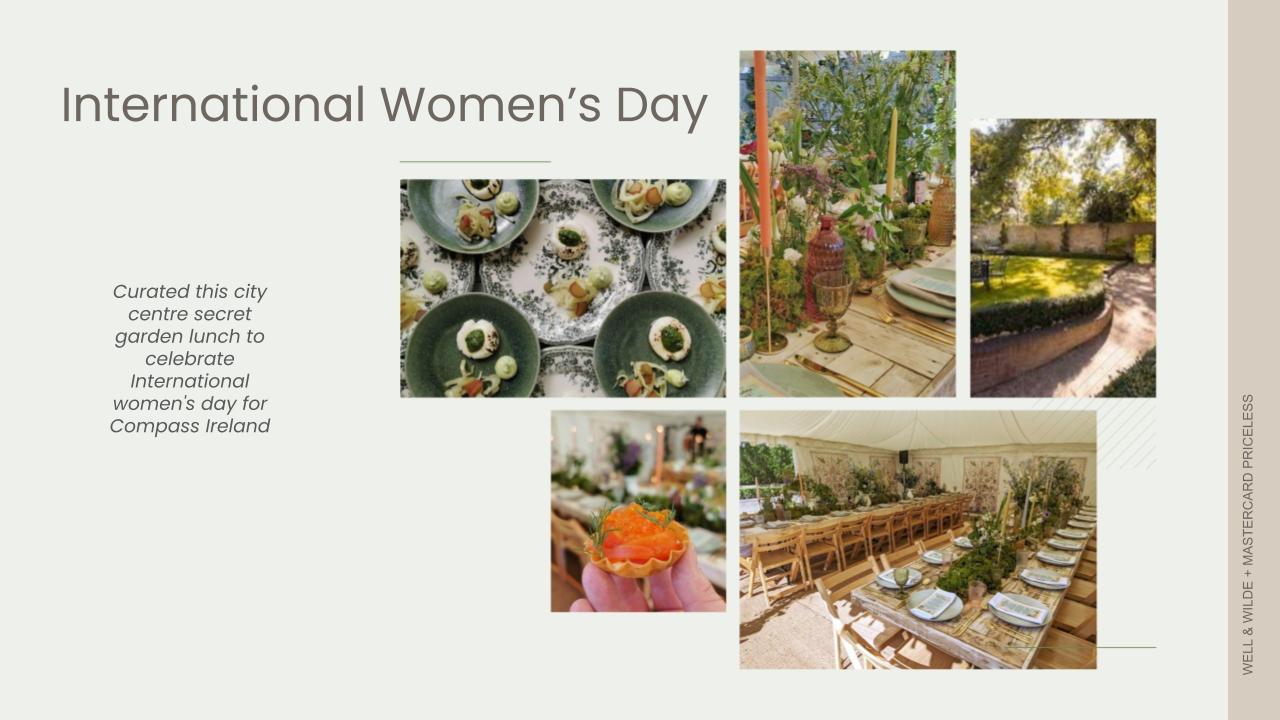 International Women’s Day
Curated this city
centre secret
garden lunch to
celebrate
International
women's day for
Compass Ireland
WELL & WILDE + MASTERCARD PRICELESS